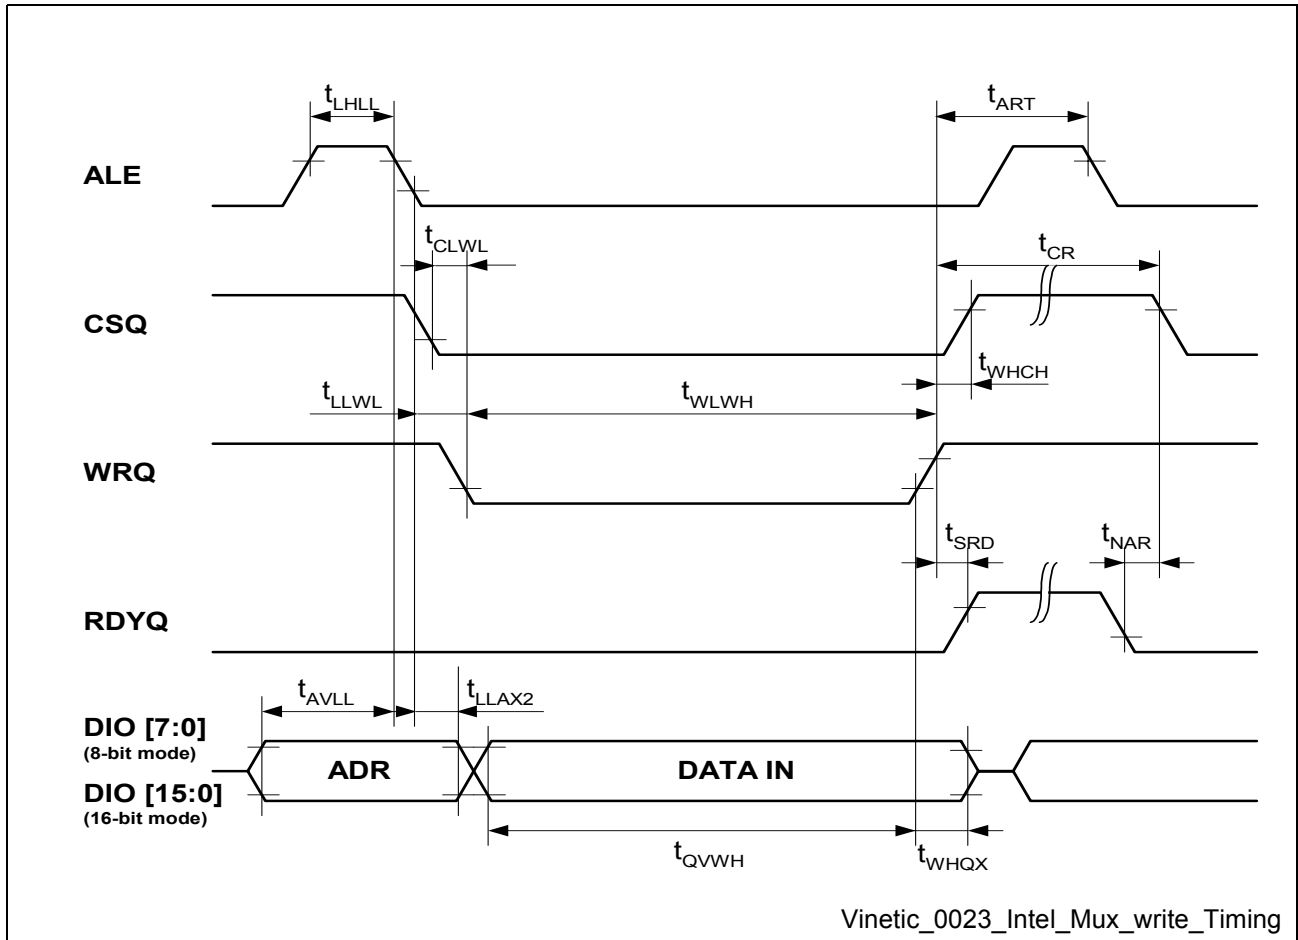 tLHLL
tART
ALE
tCLWL
tCR
CSQ
tWHCH
tLLWL
tWLWH
WRQ
tSRD
tNAR
RDYQ
tAVLL
tLLAX2
DIO [7:0]
(8-bit mode)
ADR
DATA IN
DIO [15:0]
(16-bit mode)
tQVWH
tWHQX
Vinetic_0023_Intel_Mux_write_Timing